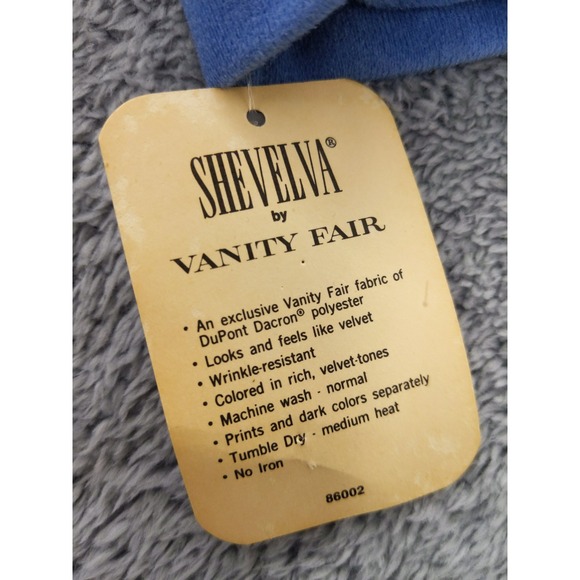 SHEVELVA®
by
VANITY FAIR
• An exclusive Vanity Fair fabric of
DuPont Dacron® polyester
• Looks and feels like velvet
• Wrinkle-resistant
• Colored in rich, velvet-tones
• Machine wash - normal
• Prints and dark colors separately
• Tumble Dry - medium heat
• No Iron
86002